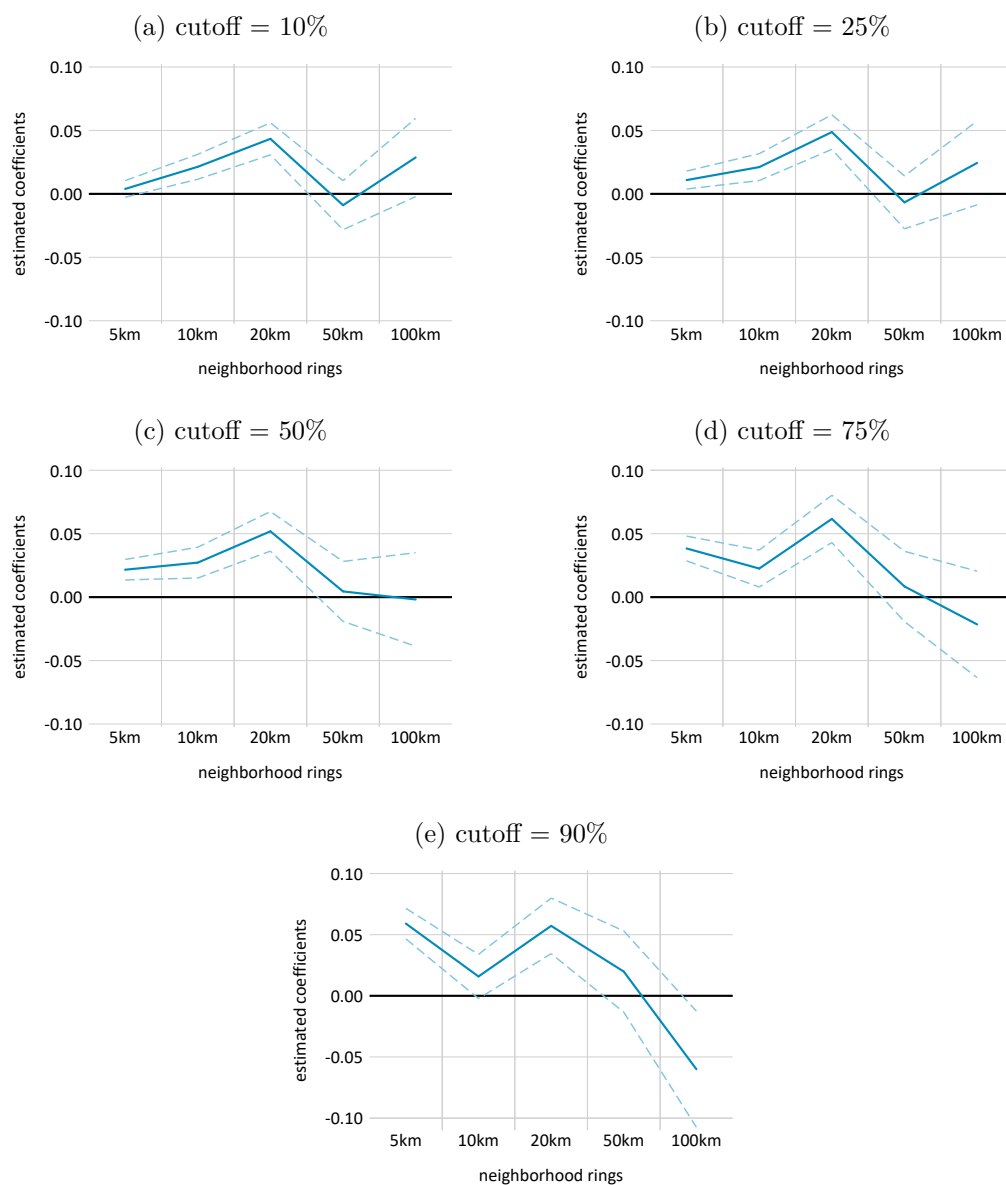 (a) cutoff = 10%
0.10
0.05
0.00
-0.05
-0.10
estimated coefficients
5km 10km 20km 50km 100km
neighborhood rings
(b) cutoff = 25%
0.10
0.05
0.00
-0.05
-0.10
estimated coefficients
5km 10km 20km 50km 100km
neighborhood rings
(c) cutoff = 50%
0.10
0.05
0.00
-0.05
-0.10
estimated coefficients
5km 10km 20km 50km 100km
neighborhood rings
(d) cutoff = 75%
0.10
0.05
0.00
-0.05
-0.10
estimated coefficients
5km 10km 20km 50km 100km
neighborhood rings
(e) cutoff = 90%
0.10
0.05
0.00
-0.05
-0.10
estimated coefficients
5km 10km 20km 50km 100km
neighborhood rings